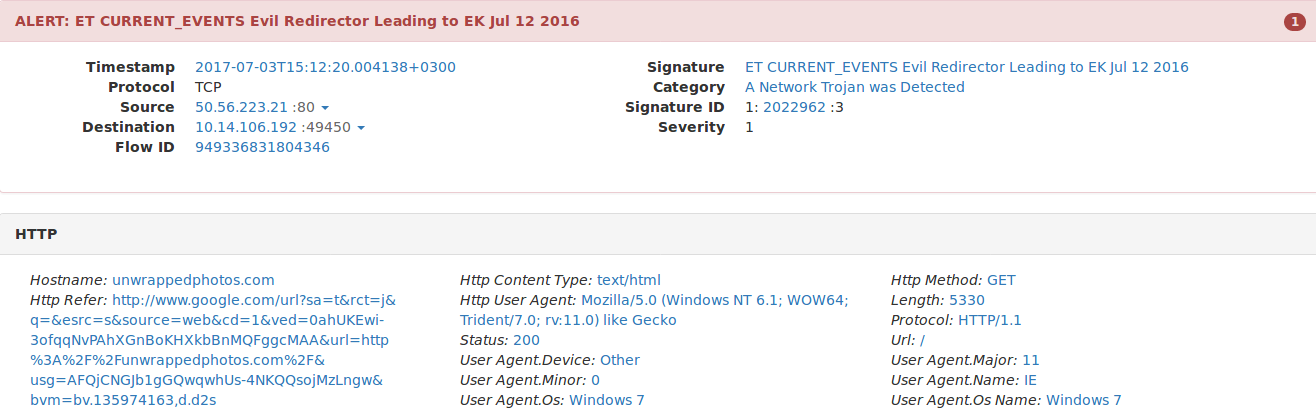 ALERT: ET CURRENT_EVENTS Evil Redirector Leading to EK Jul 12 2016 1
Timestamp 2017-07-03T15:12:20.004138+0300
Protocol TCP
Source 50.56.223.21 :80
Destination 10.14.106.192 :49450
Flow ID 949336831804346
Signature ET CURRENT_EVENTS Evil Redirector Leading to EK Jul 12 2016
Category A Network Trojan was Detected
Signature ID 1: 2022962 :3
Severity 1
HTTP
Hostname: unwrappedphotos.com
Http Refer: http://www.google.com/url?sa=t&rct=j&
q=&esrc=s&source=web&cd=1&ved=0ahUKEwi-
3ofqqNvPAhXGnBoKHXkbBnMQFggcMAA&url=http
%3A%2F%2Funwrappedphotos.com%2F&
usg=AFQjCNGJb1gGQwqwhUs-4NKQQsojMzLngw&
bvm=bv.135974163,d.d2s
Http Content Type: text/html
Http User Agent: Mozilla/5.0 (Windows NT 6.1; WOW64;
Trident/7.0; rv:11.0) like Gecko
Status: 200
User Agent.Device: Other
User Agent.Minor: 0
User Agent.Os: Windows 7
Http Method: GET
Length: 5330
Protocol: HTTP/1.1
Url: /
User Agent.Major: 11
User Agent.Name: IE
User Agent.Os Name: Windows 7